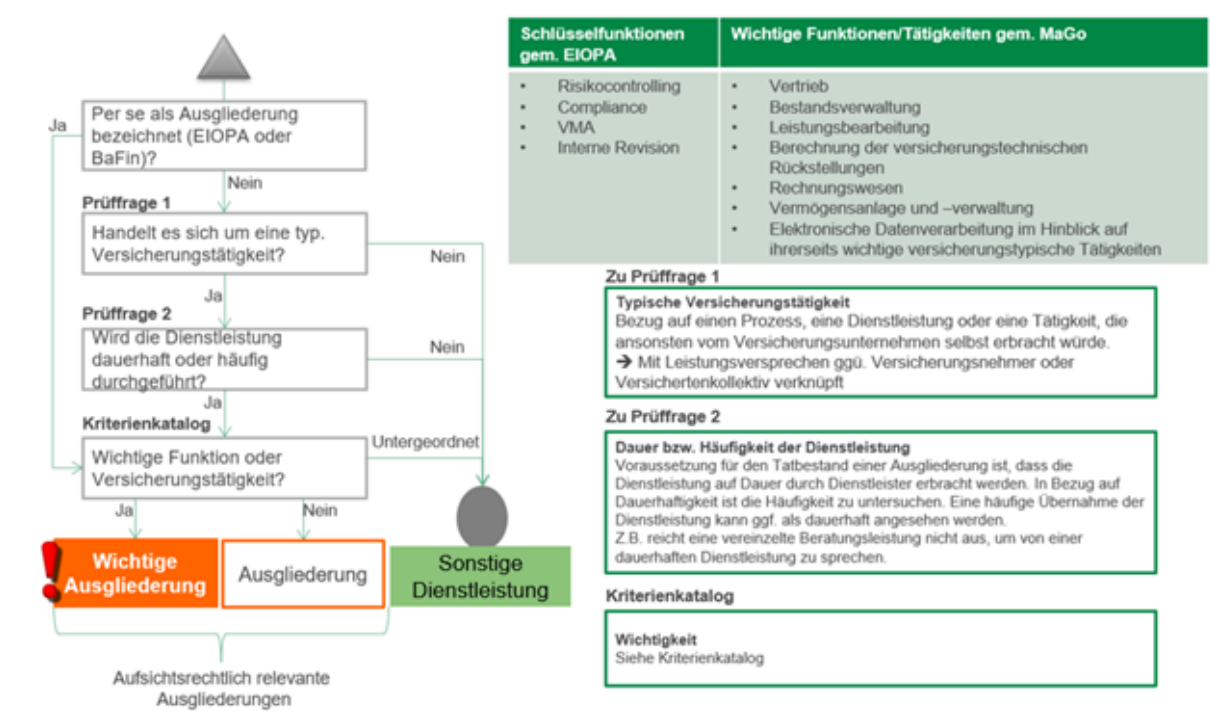 Per se als Ausgliederung
bezeichnet (EIOPA oder
BaFin)?
Ja
Nein
Prüffrage 1
Handelt es sich um eine typ.
Versicherungstätigkeit?
Nein
Ja
Prüffrage 2
Wird die Dienstleistung
dauerhaft oder häufig
durchgeführt?
Nein
Ja
Kriterienkatalog
Wichtige Funktion oder
Versicherungstätigkeit?
Untergeordnet
Ja
Nein
!
Wichtige
Ausgliederung
Ausgliederung
Sonstige
Dienstleistung
Aufsichtsrechtlich relevante
Ausgliederungen
Schlüsselfunktionen
gem. EIOPA
• Risikocontrolling
• Compliance
• VMA
• Interne Revision
Wichtige Funktionen/Tätigkeiten gem. MaGo
• Vertrieb
• Bestandsverwaltung
• Leistungsbearbeitung
• Berechnung der versicherungstechnischen
Rückstellungen
• Rechnungswesen
• Vermögensanlage und –verwaltung
• Elektronische Datenverarbeitung im Hinblick auf
ihrerseits wichtige versicherungstypische Tätigkeiten
Zu Prüffrage 1
Typische Versicherungstätigkeit
Bezug auf einen Prozess, eine Dienstleistung oder eine Tätigkeit, die
ansonsten vom Versicherungsunternehmen selbst erbracht würde.
➔ Mit Leistungsversprechen ggü. Versicherungsnehmer oder
Versichertenkollektiv verknüpft
Zu Prüffrage 2
Dauer bzw. Häufigkeit der Dienstleistung
Voraussetzung für den Tatbestand einer Ausgliederung ist, dass die
Dienstleistung auf Dauer durch Dienstleister erbracht werden. In Bezug auf
Dauerhaftigkeit ist die Häufigkeit zu untersuchen. Eine häufige Übernahme der
Dienstleistung kann ggf. als dauerhaft angesehen werden.
Z.B. reicht eine vereinzelte Beratungsleistung nicht aus, um von einer
dauerhaften Dienstleistung zu sprechen.
Kriterienkatalog
Wichtigkeit
Siehe Kriterienkatalog